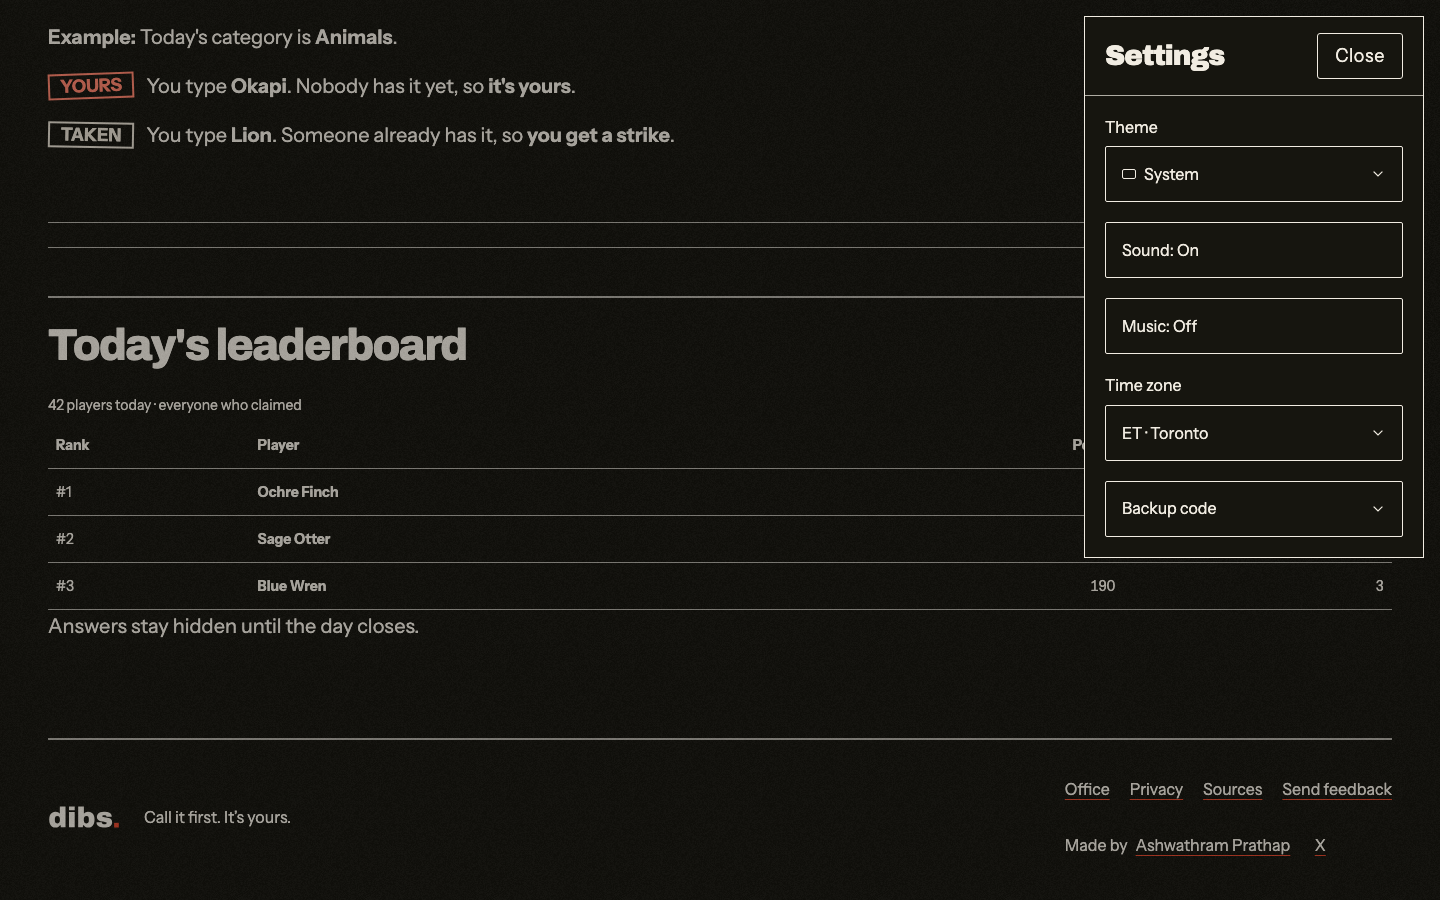 Example: Today's category is Animals.
YOURS You type Okapi. Nobody has it yet, so it's yours.
TAKEN You type Lion. Someone already has it, so you get a strike.
Today's leaderboard
42 players today · everyone who claimed
Rank Player
#1 Ochre Finch
#2 Sage Otter
#3 Blue Wren 190 3
Answers stay hidden until the day closes.
Settings Close
Theme
System
Sound: On
Music: Off
Time zone
ET · Toronto
Backup code
Office Privacy Sources Send feedback
dibs. Call it first. It's yours.
Made by Ashwathram Prathap X